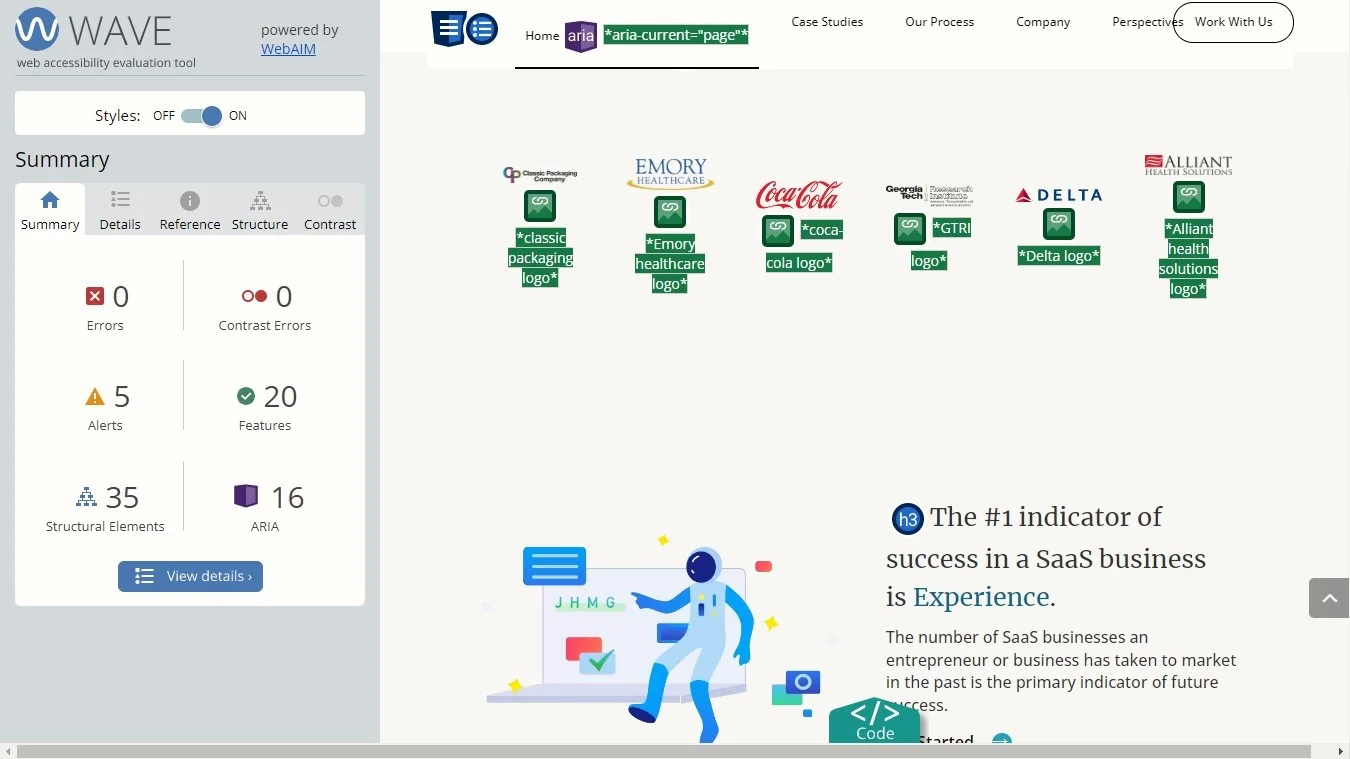 WAVE
powered by
WebAIM
web accessibility evaluation tool
Styles: OFF ON
Summary
Summary Details Reference Structure Contrast
0
Errors
0
Contrast Errors
5
Alerts
20
Features
35
Structural Elements
16
ARIA
View details ›
Home aria *aria-current="page"*
Case Studies
Our Process
Company
Perspectives
Work With Us
Classic Packaging
Company
*classic
packaging
logo*
EMORY
HEALTHCARE
*Emory
healthcare
logo*
Coca-Cola
*coca-
cola logo*
Georgia
Tech
Research
Institute
*GTRI
logo*
DELTA
*Delta logo*
ALLIANT
HEALTH SOLUTIONS
*Alliant
health
solutions
logo*
JHMG
h3 The #1 indicator of
success in a SaaS business
is Experience.
The number of SaaS businesses an
entrepreneur or business has taken to market
in the past is the primary indicator of future
success.
Started
</>
Code